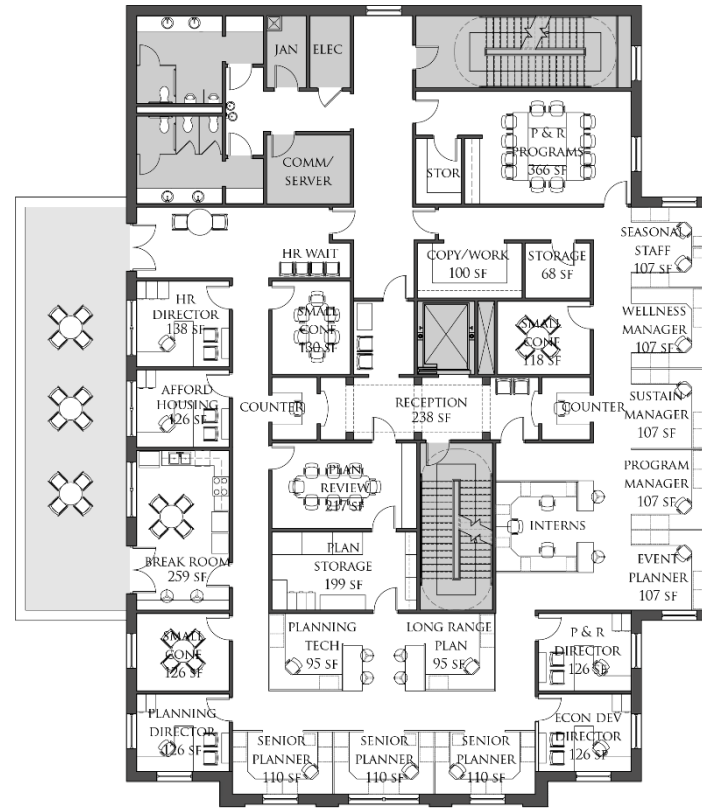 JAN
ELEC
P & R
PROGRAMS
366 SF
COMM/
SERVER
STOR
HR WAIT
COPY/WORK
100 SF
STORAGE
68 SF
SEASONAL
STAFF
107 SF
HR
DIRECTOR
138 SF
SMALL
CONF
130 SF
SMALL
CONF
118 SF
WELLNESS
MANAGER
107 SF
AFFORD
HOUSING
126 SF
COUNTER
RECEPTION
238 SF
COUNTER
SUSTAIN
MANAGER
107 SF
PLAN
REVIEW
217 SF
PROGRAM
MANAGER
107 SF
INTERNS
BREAK ROOM
259 SF
PLAN
STORAGE
199 SF
EVENT
PLANNER
107 SF
SMALL
CONF
126 SF
PLANNING
TECH
95 SF
LONG RANGE
PLAN
95 SF
P & R
DIRECTOR
126 SF
PLANNING
DIRECTOR
126 SF
SENIOR
PLANNER
110 SF
SENIOR
PLANNER
110 SF
SENIOR
PLANNER
110 SF
ECON DEV
DIRECTOR
126 SF